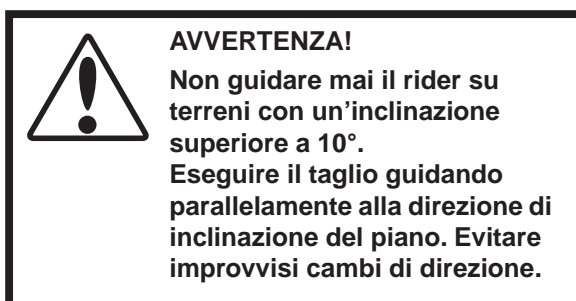 AVVERTENZA!
Non guidare mai il rider su
terreni con un’inclinazione
superiore a 10°.
Eseguire il taglio guidando
parallelamente alla direzione di
inclinazione del piano. Evitare
improvvisi cambi di direzione.